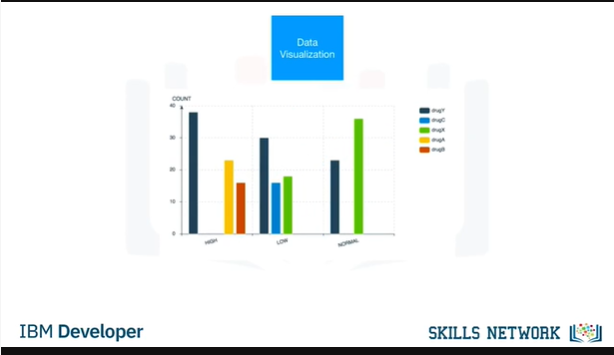 Data
Visualization
COUNT
40
30
20
10
0
HIGH
LOW
NORMAL
drugY
drugC
drugX
drugA
drugB
IBM Developer
SKILLS NETWORK